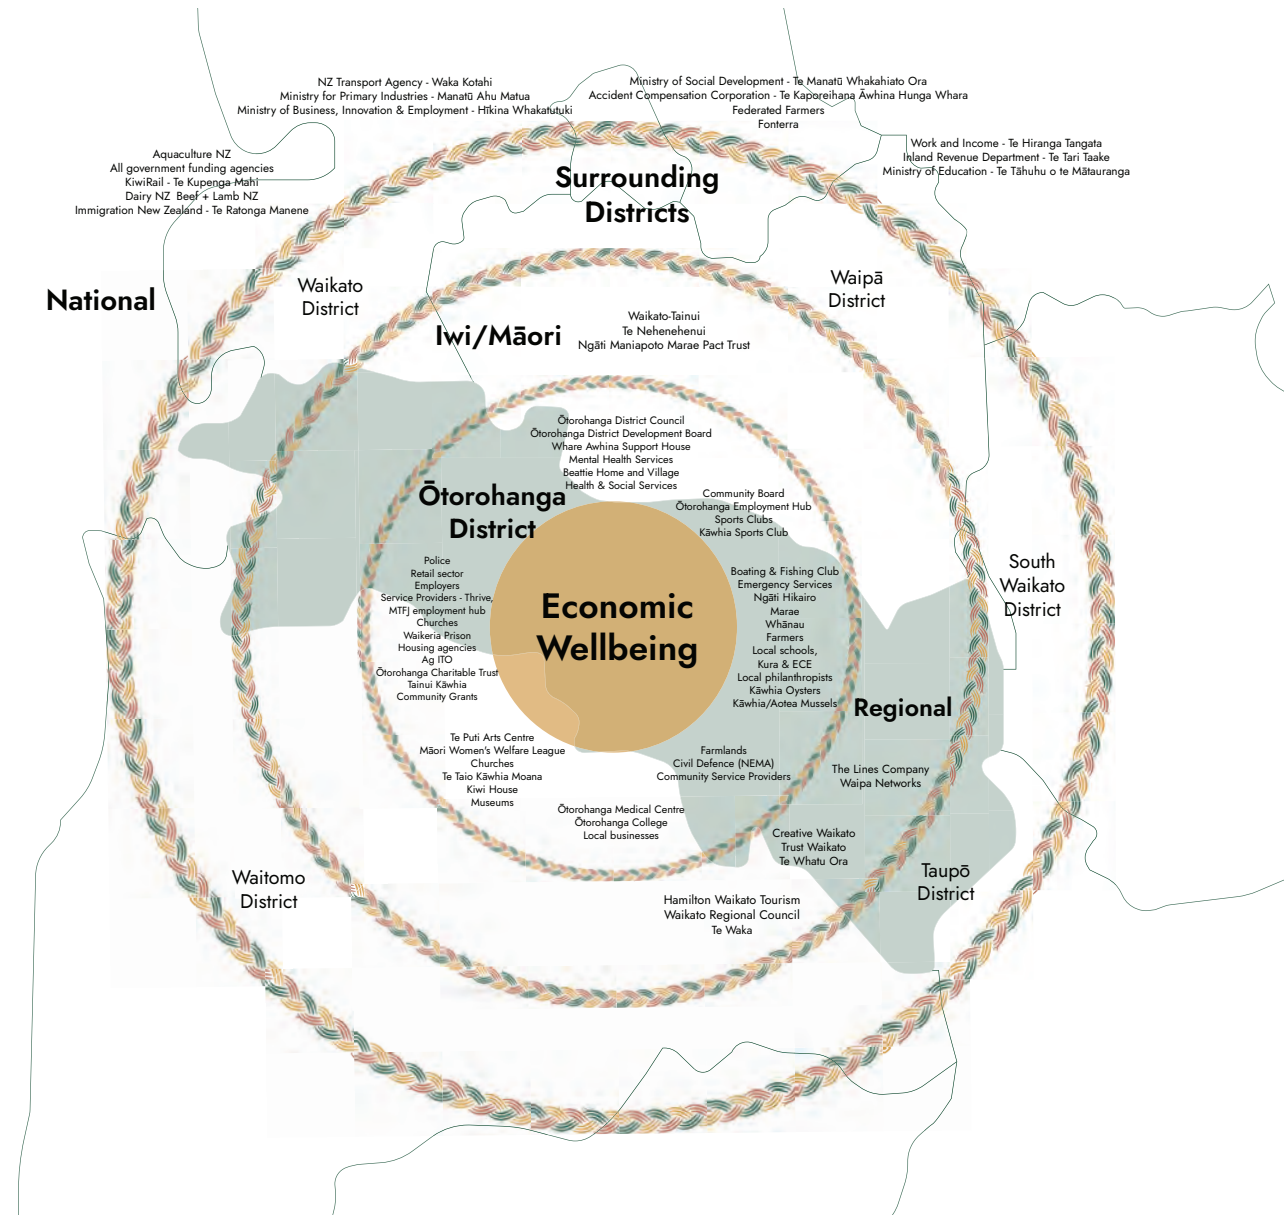 NZ Transport Agency - Waka Kotahi
Ministry for Primary Industries - Manatū Ahu Matua
Ministry of Business, Innovation & Employment - Hīkina Whakatutuki
Ministry of Social Development - Te Manatū Whakahiato Ora
Accident Compensation Corporation - Te Kaporeihana Āwhina Hunga Whara
Federated Farmers
Fonterra
Work and Income - Te Hiranga Tangata
Inland Revenue Department - Te Tari Taake
Ministry of Education - Te Tāhuhu o te Mātauranga
Aquaculture NZ
All government funding agencies
KiwiRail - Te Kupenga Mahi
Dairy NZ  Beef + Lamb NZ
Immigration New Zealand - Te Ratonga Manene
National
Surrounding
Districts
Waikato
District
Waipā
District
Iwi/Māori
Waikato-Tainui
Te Nehenehenui
Ngāti Maniapoto Marae Pact Trust
Ōtorohanga District Council
Ōtorohanga District Development Board
Whare Awhina Support House
Mental Health Services
Beattie Home and Village
Health & Social Services
Ōtorohanga
District
Community Board
Ōtorohanga Employment Hub
Sports Clubs
Kāwhia Sports Club
Police
Retail sector
Employers
Service Providers - Thrive,
MTFJ employment hub
Churches
Waikeria Prison
Housing agencies
Ag ITO
Ōtorohanga Charitable Trust
Tainui Kāwhia
Community Grants
Economic
Wellbeing
Boating & Fishing Club
Emergency Services
Ngāti Hikairo
Marae
Whānau
Farmers
Local schools,
Kura & ECE
Local philanthropists
Kāwhia Oysters
Kāwhia/Aotea Mussels
South
Waikato
District
Regional
Te Puti Arts Centre
Māori Women's Welfare League
Churches
Te Taio Kāwhia Moana
Kiwi House
Museums
Farmlands
Civil Defence (NEMA)
Community Service Providers
The Lines Company
Waipa Networks
Ōtorohanga Medical Centre
Ōtorohanga College
Local businesses
Creative Waikato
Trust Waikato
Te Whatu Ora
Waitomo
District
Taupō
District
Hamilton Waikato Tourism
Waikato Regional Council
Te Waka